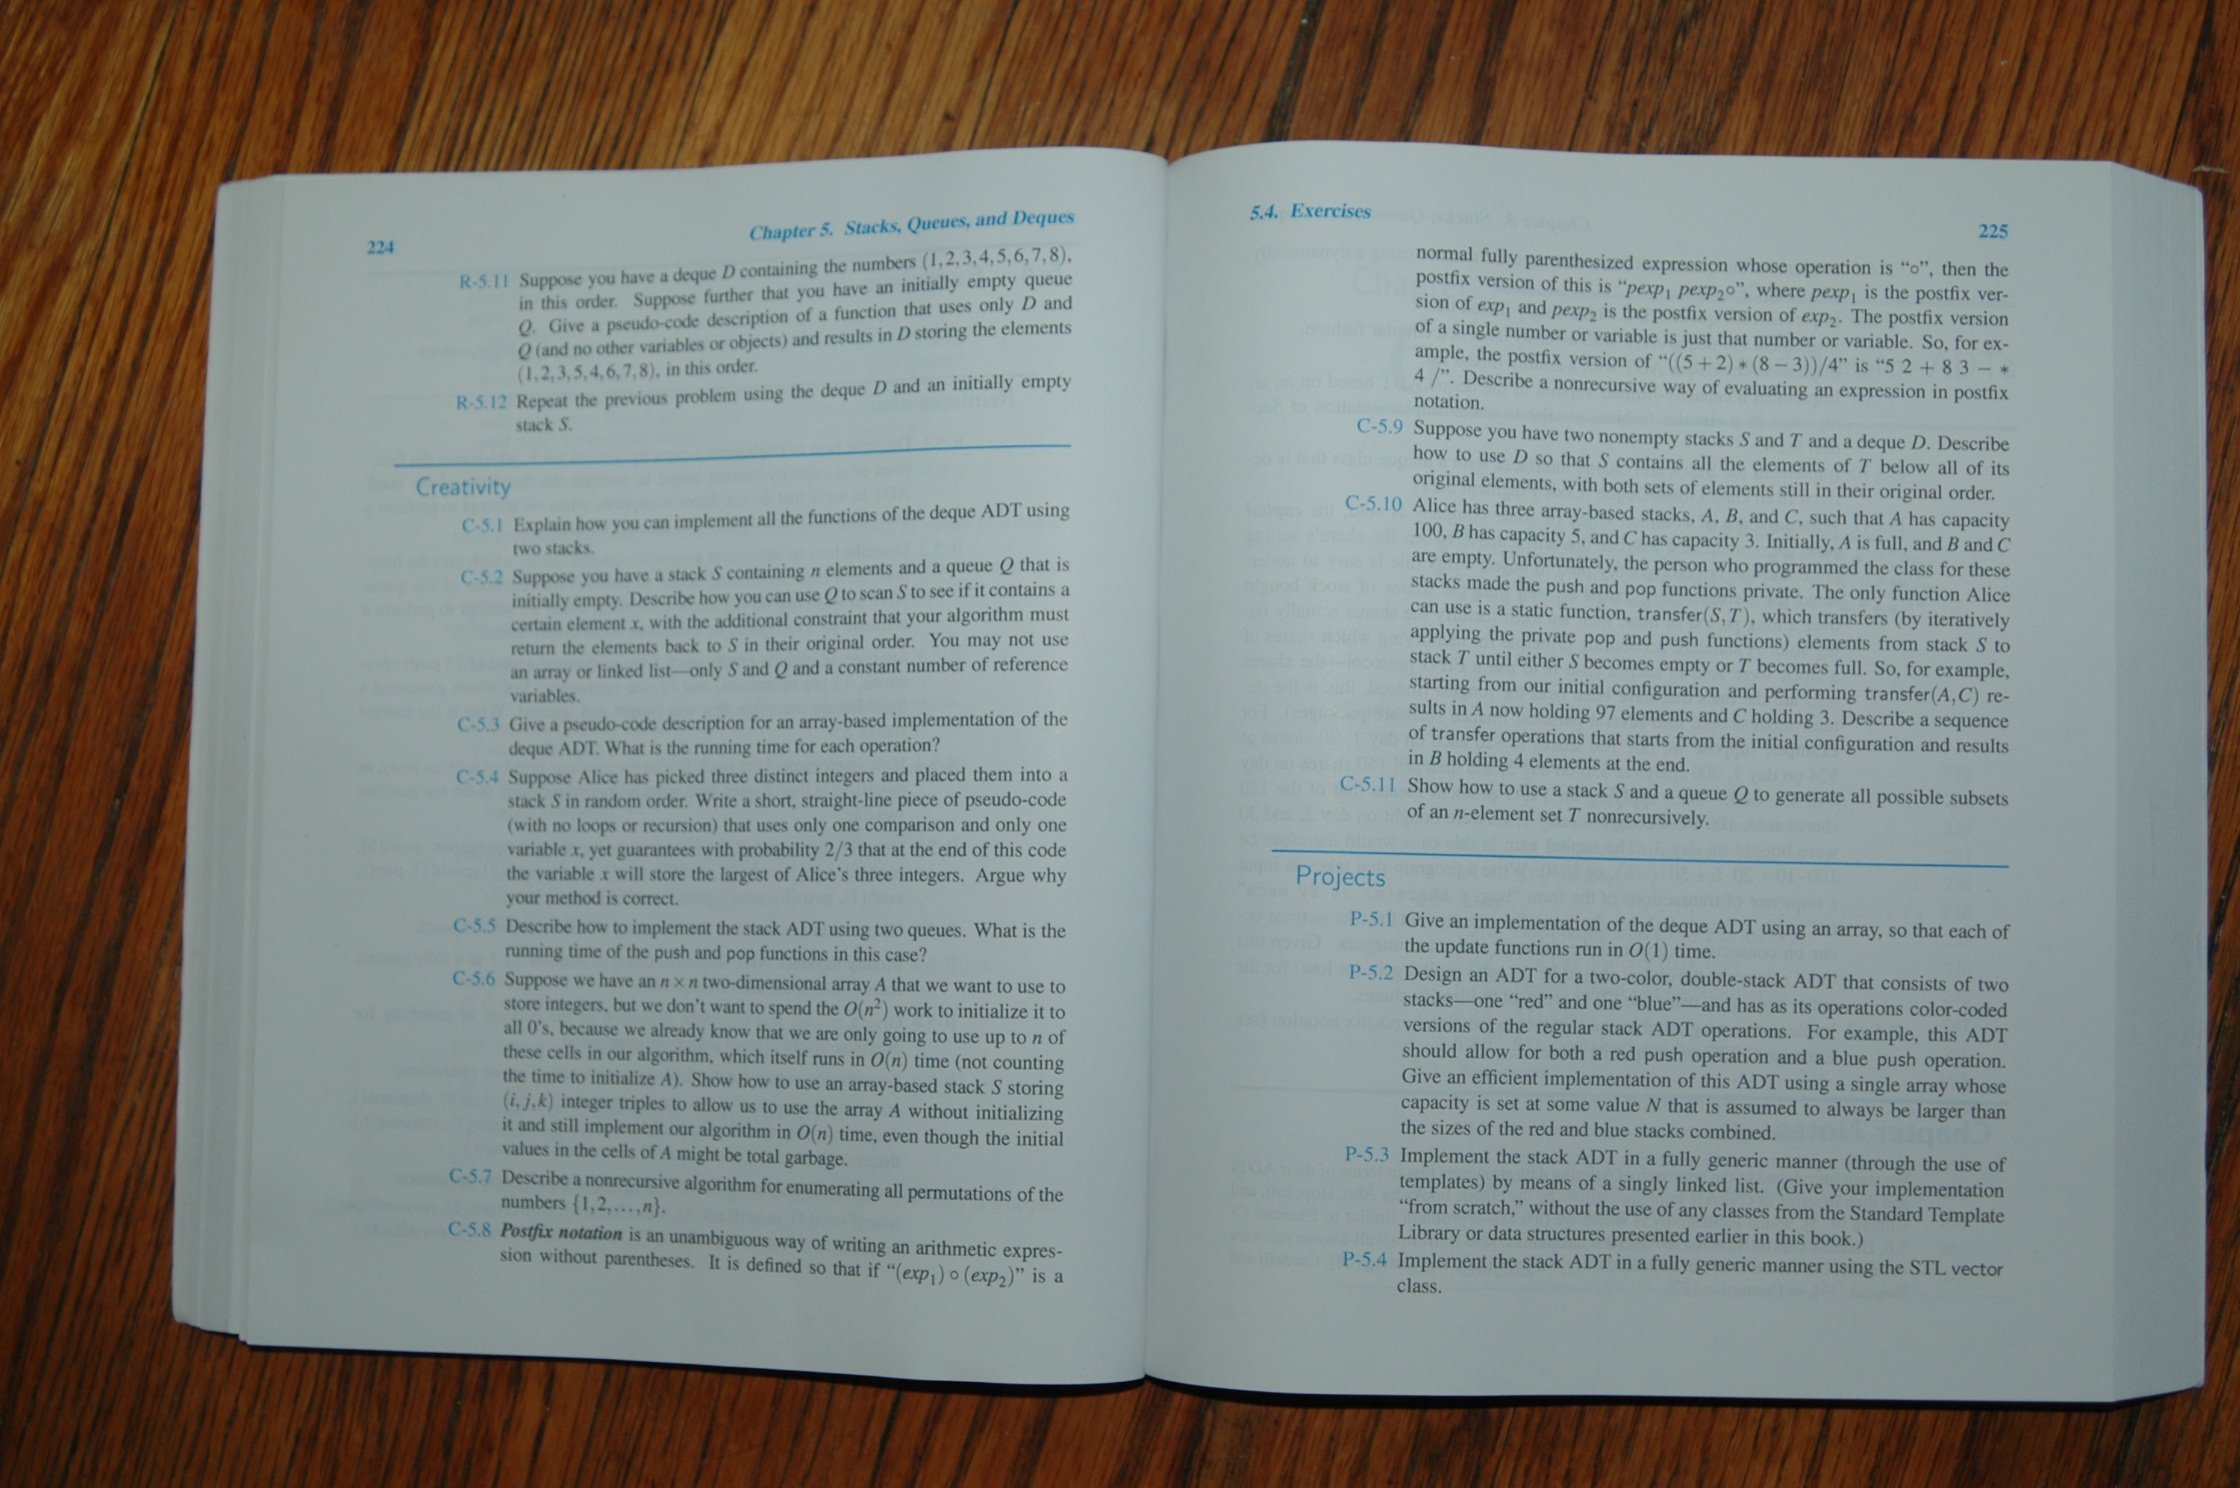 224
Chapter 5. Stacks, Queues, and Deques
R-5.11 Suppose you have a deque D containing the numbers (1,2,3,4,5,6,7,8),
in this order. Suppose further that you have an initially empty queue
Q. Give a pseudo-code description of a function that uses only D and
Q (and no other variables or objects) and results in D storing the elements
(1,2,3,5,4,6,7,8), in this order.
R-5.12 Repeat the previous problem using the deque D and an initially empty
stack S.
Creativity
C-5.1 Explain how you can implement all the functions of the deque ADT using
two stacks.
C-5.2 Suppose you have a stack S containing n elements and a queue Q that is
initially empty. Describe how you can use Q to scan S to see if it contains a
certain element x, with the additional constraint that your algorithm must
return the elements back to S in their original order. You may not use
an array or linked list—only S and Q and a constant number of reference
variables.
C-5.3 Give a pseudo-code description for an array-based implementation of the
deque ADT. What is the running time for each operation?
C-5.4 Suppose Alice has picked three distinct integers and placed them into a
stack S in random order. Write a short, straight-line piece of pseudo-code
(with no loops or recursion) that uses only one comparison and only one
variable x, yet guarantees with probability 2/3 that at the end of this code
the variable x will store the largest of Alice's three integers. Argue why
your method is correct.
C-5.5 Describe how to implement the stack ADT using two queues. What is the
running time of the push and pop functions in this case?
C-5.6 Suppose we have an n × n two-dimensional array A that we want to use to
store integers, but we don't want to spend the O(n²) work to initialize it to
all 0's, because we already know that we are only going to use up to n of
these cells in our algorithm, which itself runs in O(n) time (not counting
the time to initialize A). Show how to use an array-based stack S storing
(i, j, k) integer triples to allow us to use the array A without initializing
it and still implement our algorithm in O(n) time, even though the initial
values in the cells of A might be total garbage.
C-5.7 Describe a nonrecursive algorithm for enumerating all permutations of the
numbers {1,2,...,n}.
C-5.8 Postfix notation is an unambiguous way of writing an arithmetic expres-
sion without parentheses. It is defined so that if “(exp₁) ∘ (exp₂)” is a
5.4. Exercises
225
normal fully parenthesized expression whose operation is “∘”, then the
postfix version of this is “pexp₁ pexp₂∘”, where pexp₁ is the postfix ver-
sion of exp₁ and pexp₂ is the postfix version of exp₂. The postfix version
of a single number or variable is just that number or variable. So, for ex-
ample, the postfix version of “((5+2)∗(8−3))/4” is “5 2 + 8 3 − ∗
4 /”. Describe a nonrecursive way of evaluating an expression in postfix
notation.
C-5.9 Suppose you have two nonempty stacks S and T and a deque D. Describe
how to use D so that S contains all the elements of T below all of its
original elements, with both sets of elements still in their original order.
C-5.10 Alice has three array-based stacks, A, B, and C, such that A has capacity
100, B has capacity 5, and C has capacity 3. Initially, A is full, and B and C
are empty. Unfortunately, the person who programmed the class for these
stacks made the push and pop functions private. The only function Alice
can use is a static function, transfer(S,T), which transfers (by iteratively
applying the private pop and push functions) elements from stack S to
stack T until either S becomes empty or T becomes full. So, for example,
starting from our initial configuration and performing transfer(A,C) re-
sults in A now holding 97 elements and C holding 3. Describe a sequence
of transfer operations that starts from the initial configuration and results
in B holding 4 elements at the end.
C-5.11 Show how to use a stack S and a queue Q to generate all possible subsets
of an n-element set T nonrecursively.
Projects
P-5.1 Give an implementation of the deque ADT using an array, so that each of
the update functions run in O(1) time.
P-5.2 Design an ADT for a two-color, double-stack ADT that consists of two
stacks—one “red” and one “blue”—and has as its operations color-coded
versions of the regular stack ADT operations. For example, this ADT
should allow for both a red push operation and a blue push operation.
Give an efficient implementation of this ADT using a single array whose
capacity is set at some value N that is assumed to always be larger than
the sizes of the red and blue stacks combined.
P-5.3 Implement the stack ADT in a fully generic manner (through the use of
templates) by means of a singly linked list. (Give your implementation
“from scratch,” without the use of any classes from the Standard Template
Library or data structures presented earlier in this book.)
P-5.4 Implement the stack ADT in a fully generic manner using the STL vector
class.